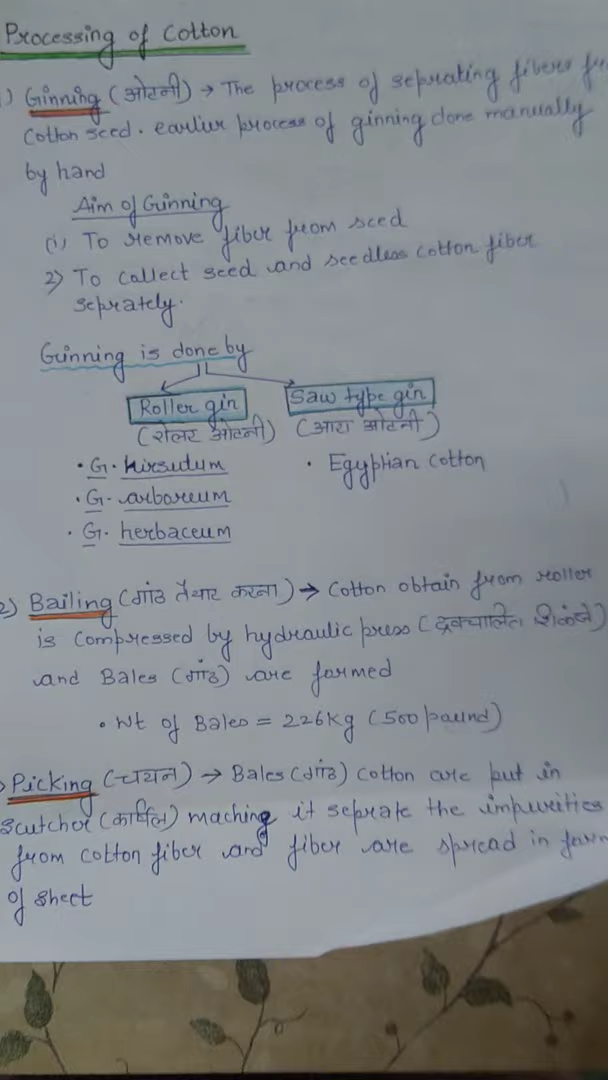 Processing of Cotton
1) Ginning (ओटनी) → The process of seprating fibers
Cotton seed. earlier process of ginning done manually
by hand
Aim of Ginning
(1) To remove fiber from seed
2) To collect seed and seedless cotton fiber
seprately.
Ginning is done by
Roller gin Saw type gin
(रोलर ओटनी) (आरा ओटनी)
• G. hirsutum • Egyptian cotton
• G. arboreum
• G. herbaceum
2) Bailing (गांठ तैयार करना) → Cotton obtain from roller
is compressed by hydraulic press (द्रवचालित शिकंजे)
and Bales (गांठ) are formed
• Wt of Bales = 226kg (500 paund)
Picking (चयन) → Bales (गांठ) cotton are put in
Scutcher maching it seprate the impurities
from cotton fiber and fiber are spread in form
of sheet